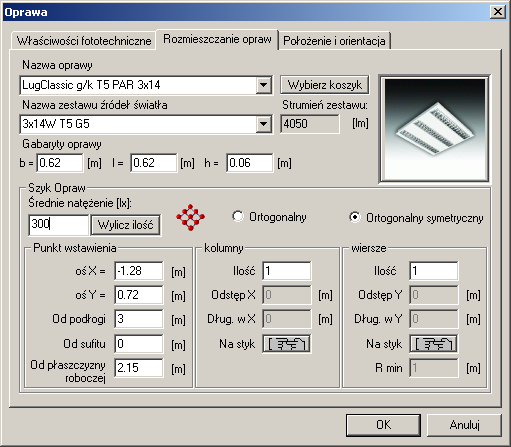 Oprawa
Właściwości fototechniczne Rozmieszczanie opraw Położenie i orientacja
Nazwa oprawy
LugClassic g/k T5 PAR 3x14 Wybierz koszyk
Nazwa zestawu źródeł światła Strumień zestawu:
3x14W T5 G5 4050 [lm]
Gabaryty oprawy
b = 0.62 [m] l = 0.62 [m] h = 0.06 [m]
Szyk Opraw
Średnie natężenie [lx]:
300 Wylicz ilość Ortogonalny Ortogonalny symetryczny
Punkt wstawienia kolumny wiersze
oś X = -1.28 [m] Ilość 1 Ilość 1
oś Y = 0.72 [m] Odstęp X 0 [m] Odstęp Y 0 [m]
Od podłogi 3 [m] Dług. w X 0 [m] Dług. w Y 0 [m]
Od sufitu 0 [m] Na styk Na styk
Od płaszczyzny roboczej 2.15 [m] R min 1 [m]
OK Anuluj